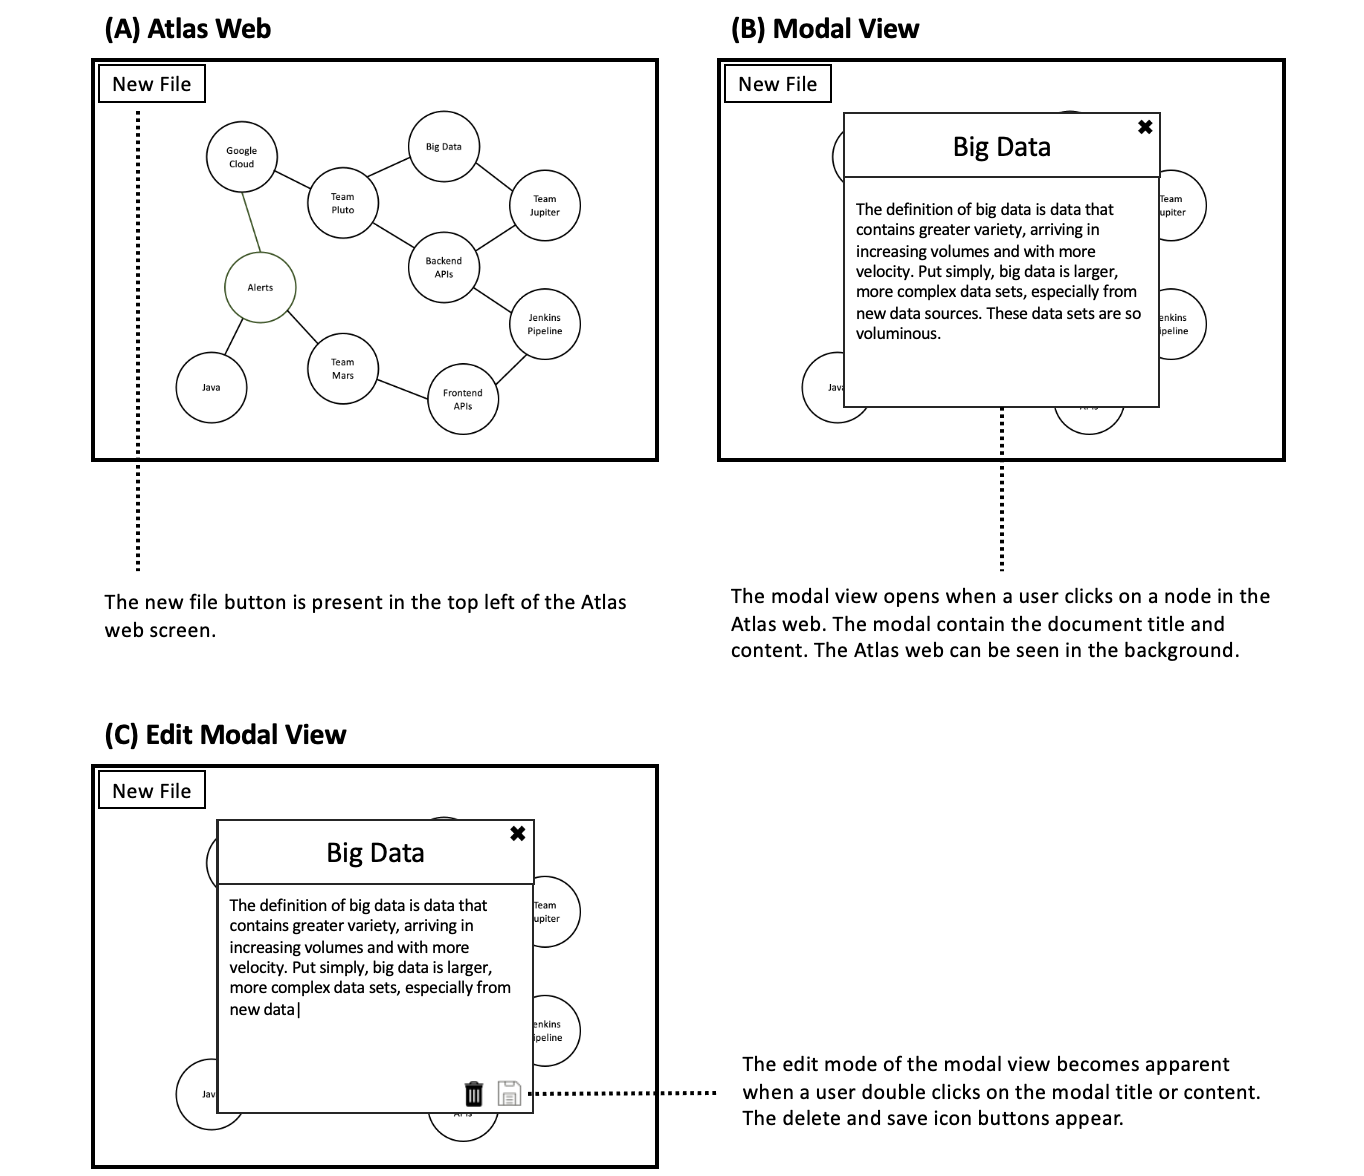 (A) Atlas Web
New File
Google
Cloud
Big Data
Team
Pluto
Team
Jupiter
Backend
APIs
Alerts
Jenkins
Pipeline
Team
Mars
Java
Frontend
APIs
The new file button is present in the top left of the Atlas
web screen.
(B) Modal View
New File
✖
Big Data
The definition of big data is data that
contains greater variety, arriving in
increasing volumes and with more
velocity. Put simply, big data is larger,
more complex data sets, especially from
new data sources. These data sets are so
voluminous.
Team
upiter
enkins
ipeline
Java
The modal view opens when a user clicks on a node in the
Atlas web. The modal contain the document title and
content. The Atlas web can be seen in the background.
(C) Edit Modal View
New File
✖
Big Data
The definition of big data is data that
contains greater variety, arriving in
increasing volumes and with more
velocity. Put simply, big data is larger,
more complex data sets, especially from
new data|
Team
upiter
enkins
ipeline
Jav
The edit mode of the modal view becomes apparent
when a user double clicks on the modal title or content.
The delete and save icon buttons appear.